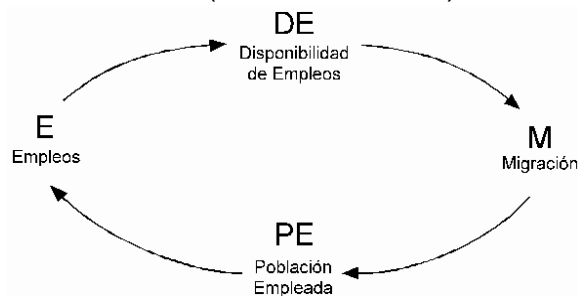 DE
Disponibilidad
de Empleos
E
Empleos
M
Migración
PE
Población
Empleada